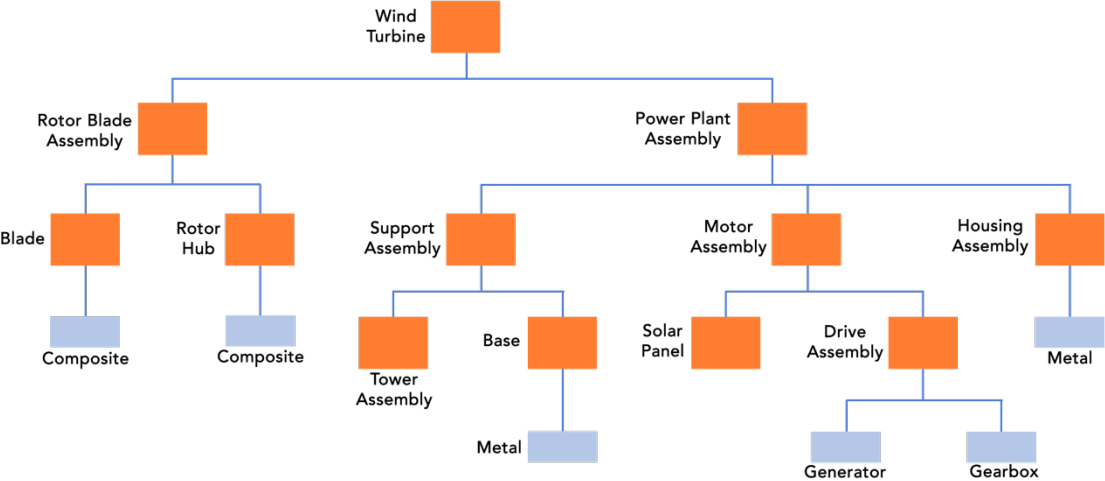 Wind
Turbine
Rotor Blade
Assembly
Power Plant
Assembly
Blade
Rotor
Hub
Support
Assembly
Motor
Assembly
Housing
Assembly
Composite
Composite
Tower
Assembly
Base
Solar
Panel
Drive
Assembly
Metal
Metal
Generator
Gearbox